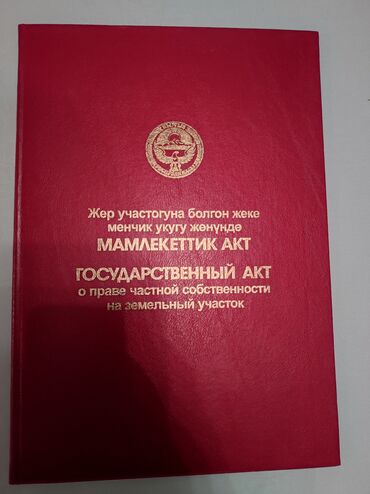 Жер участогуна болгон жеке
менчик укугу жөнүндө
МАМЛЕКЕТТИК АКТ
ГОСУДАРСТВЕННЫЙ АКТ
о праве частной собственности
на земельный участок